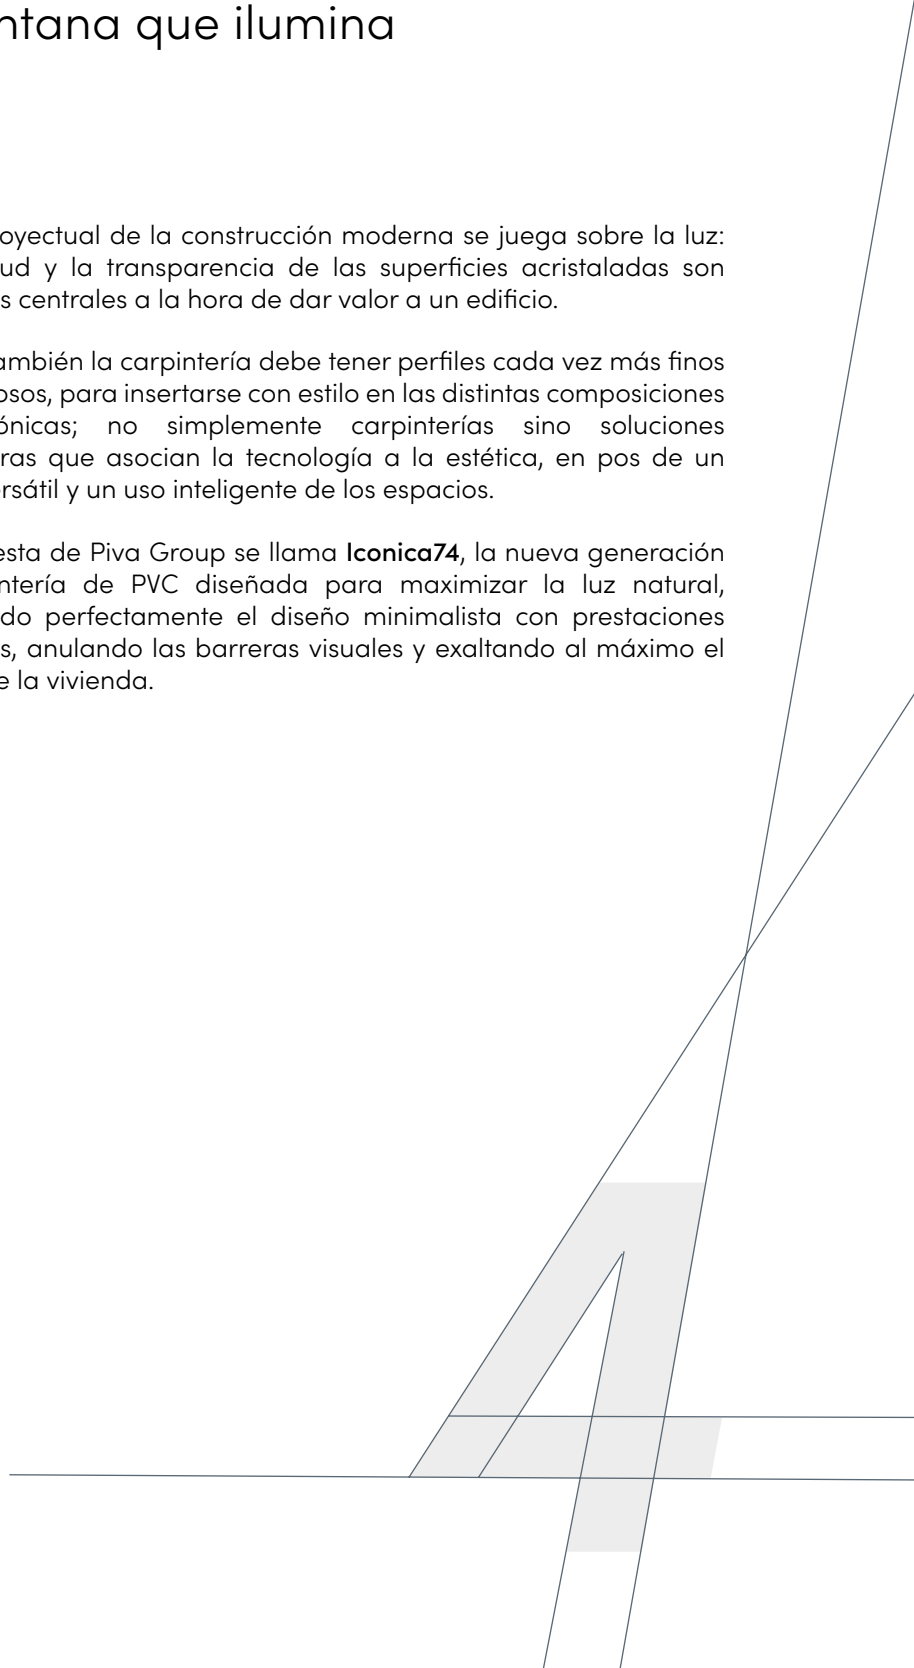 ntana que ilumina
oyectual de la construcción moderna se juega sobre la luz:
ud y la transparencia de las superficies acristaladas son
s centrales a la hora de dar valor a un edificio.
ambién la carpintería debe tener perfiles cada vez más finos
osos, para insertarse con estilo en las distintas composiciones
ónicas; no simplemente carpinterías sino soluciones
ras que asocian la tecnología a la estética, en pos de un
ersátil y un uso inteligente de los espacios.
esta de Piva Group se llama Iconica74, la nueva generación
ntería de PVC diseñada para maximizar la luz natural,
do perfectamente el diseño minimalista con prestaciones
s, anulando las barreras visuales y exaltando al máximo el
e la vivienda.
4